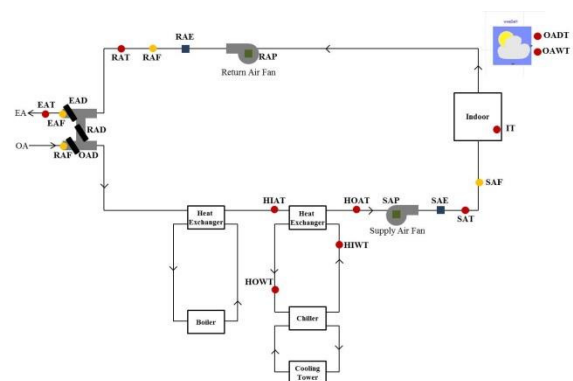 OADT
OAWT
RAT
RAF
RAE
RAP
Return Air Fan
EA
EAT
EAD
EAF
RAD
OA
RAF
OAD
Indoor
IT
SAF
HIAT
HOAT
SAP
SAE
SAT
Heat
Exchanger
Heat
Exchanger
Supply Air Fan
HIWT
HOWT
Boiler
Chiller
Cooling
Tower